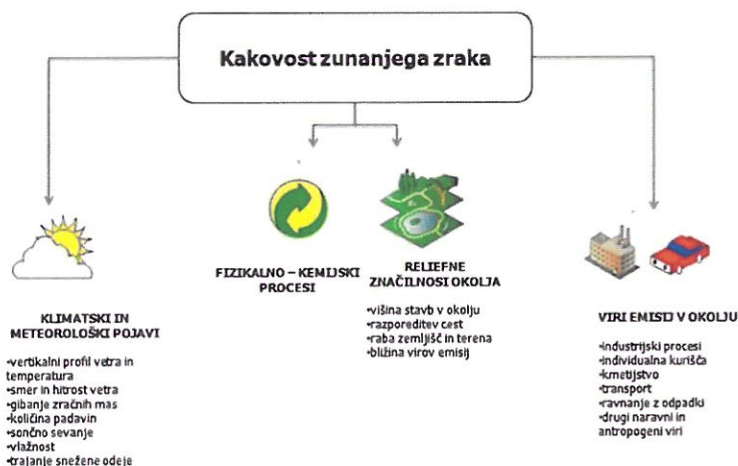 Kakovost zunanjega zraka
KLIMATSKI IN
METEOROLOŠKI POJAVI
•vertikalni profil vetra in
temperatura
•smer in hitrost vetra
•gibanje zračnih mas
•količina padavin
•sončno sevanje
•vlažnost
•trajanje snežene odeje
FIZIKALNO – KEMIJSKI
PROCESI
RELIEFNE
ZNAČILNOSI OKOLJA
•višina stavb v okolju
•razporeditev cest
•raba zemljišč in terena
•bližina virov emisij
VIRI EMISIJ V OKOLJU
•industrijski procesi
•individualna kurišča
•kmetijstvo
•transport
•ravnanje z odpadki
•drugi naravni in
antropogeni viri